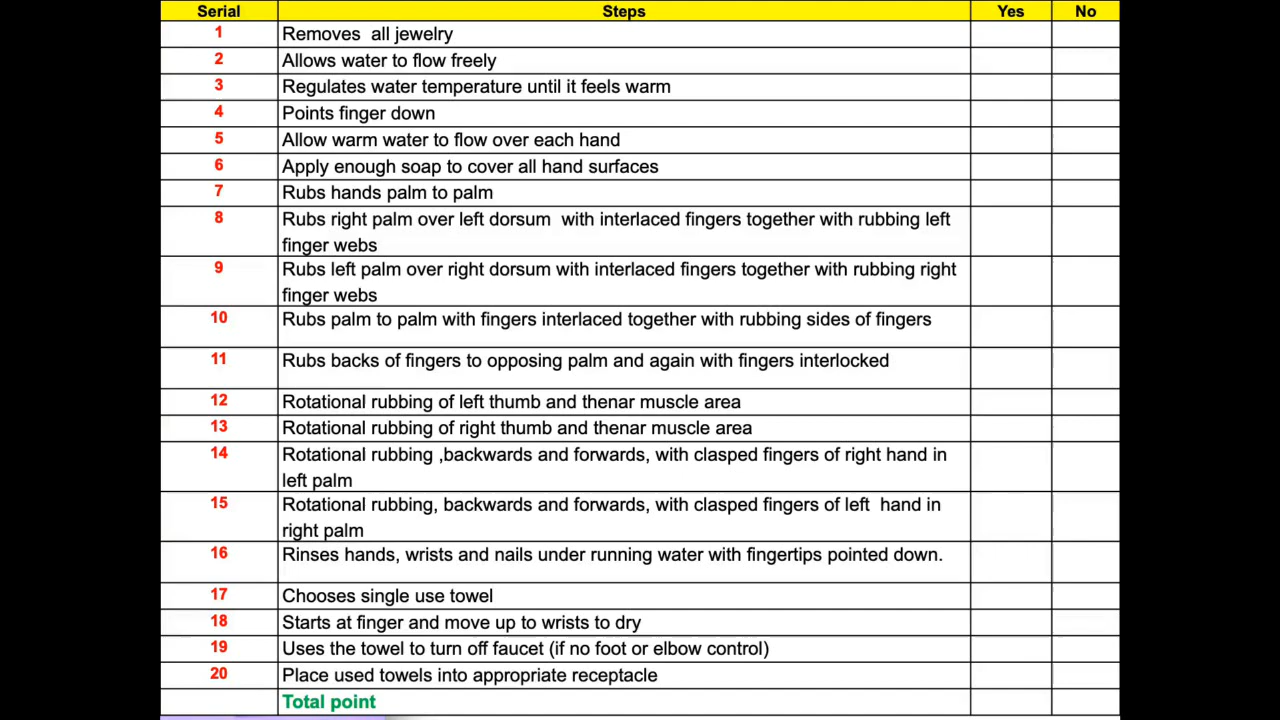 Serial Steps Yes No
1 Removes  all jewelry
2 Allows water to flow freely
3 Regulates water temperature until it feels warm
4 Points finger down
5 Allow warm water to flow over each hand
6 Apply enough soap to cover all hand surfaces
7 Rubs hands palm to palm
8 Rubs right palm over left dorsum  with interlaced fingers together with rubbing left
finger webs
9 Rubs left palm over right dorsum with interlaced fingers together with rubbing right
finger webs
10 Rubs palm to palm with fingers interlaced together with rubbing sides of fingers
11 Rubs backs of fingers to opposing palm and again with fingers interlocked
12 Rotational rubbing of left thumb and thenar muscle area
13 Rotational rubbing of right thumb and thenar muscle area
14 Rotational rubbing ,backwards and forwards, with clasped fingers of right hand in
left palm
15 Rotational rubbing, backwards and forwards, with clasped fingers of left  hand in
right palm
16 Rinses hands, wrists and nails under running water with fingertips pointed down.
17 Chooses single use towel
18 Starts at finger and move up to wrists to dry
19 Uses the towel to turn off faucet (if no foot or elbow control)
20 Place used towels into appropriate receptacle
Total point